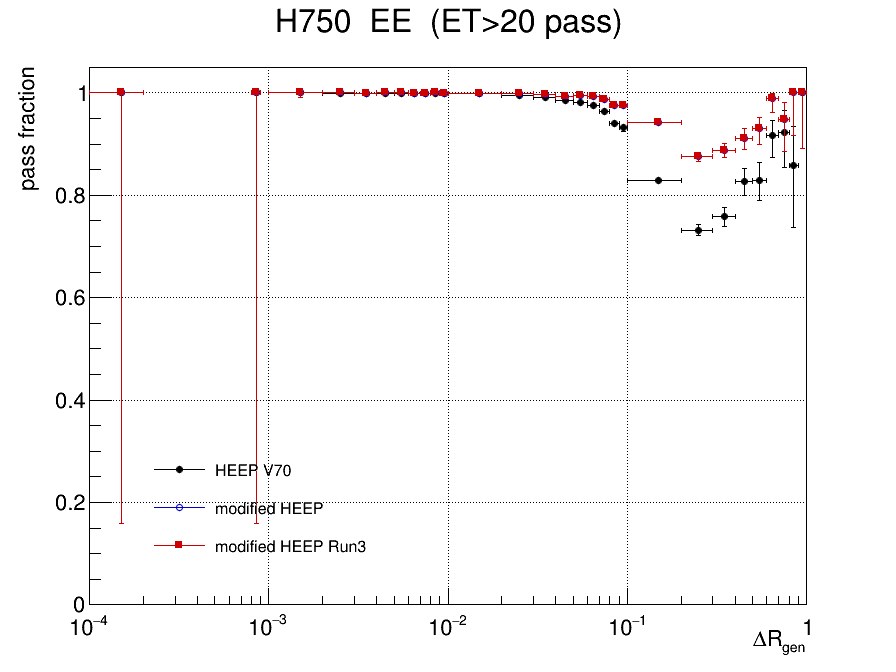 H750 EE (ET>20 pass)
pass fraction
1
0.8
0.6
0.4
0.2
0
HEEP V70
modified HEEP
modified HEEP Run3
10⁻⁴ 10⁻³ 10⁻² 10⁻¹ 1
ΔR_gen